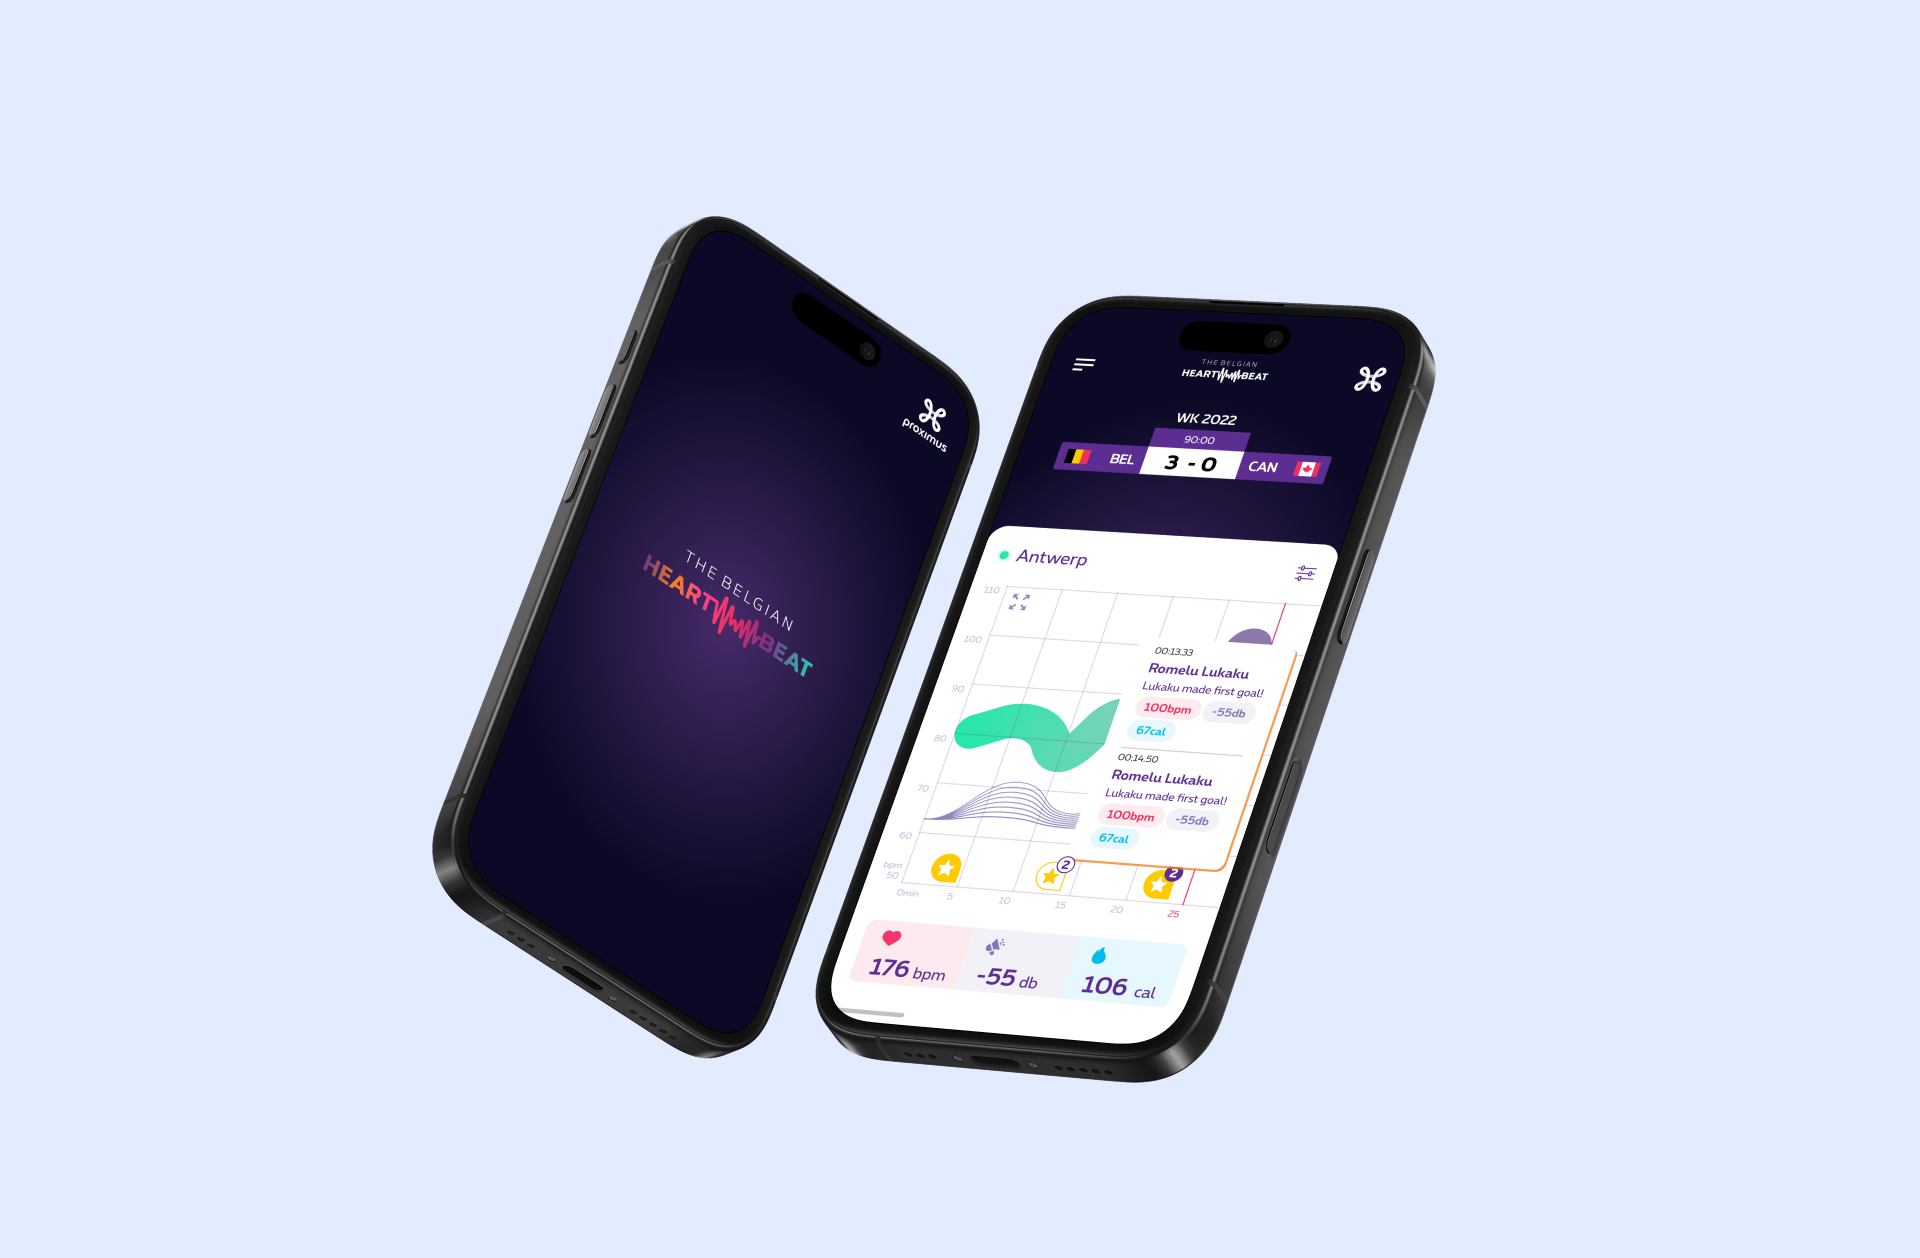 proximus
THE BELGIAN
HEARTBEAT
THE BELGIAN
HEARTBEAT
WK 2022
90:00
BEL 3 - 0 CAN
Antwerp
110
100
90
80
70
60
bpm
50
0min 5 10 15 20 25
00:13.33
Romelu Lukaku
Lukaku made first goal!
100bpm -55db
67cal
00:14.50
Romelu Lukaku
Lukaku made first goal!
100bpm -55db
67cal
2
2
176 bpm -55 db 106 cal